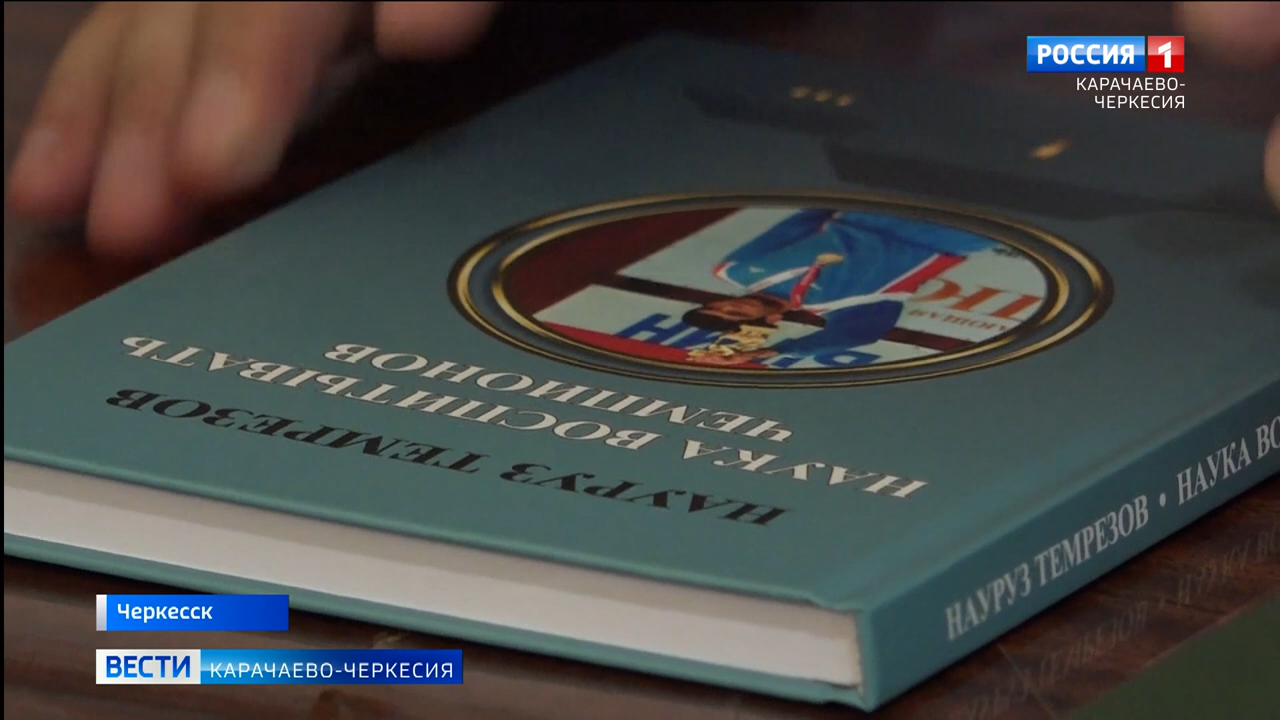 РОССИЯ 1
КАРАЧАЕВО-
ЧЕРКЕСИЯ
НАУРУЗ ТЕМРЕЗОВ
НАУКА ВОСПИТЫВАТЬ
ЧЕМПИОНОВ
НАУРУЗ ТЕМРЕЗОВ • НАУКА ВО
Черкесск
ВЕСТИ КАРАЧАЕВО-ЧЕРКЕСИЯ